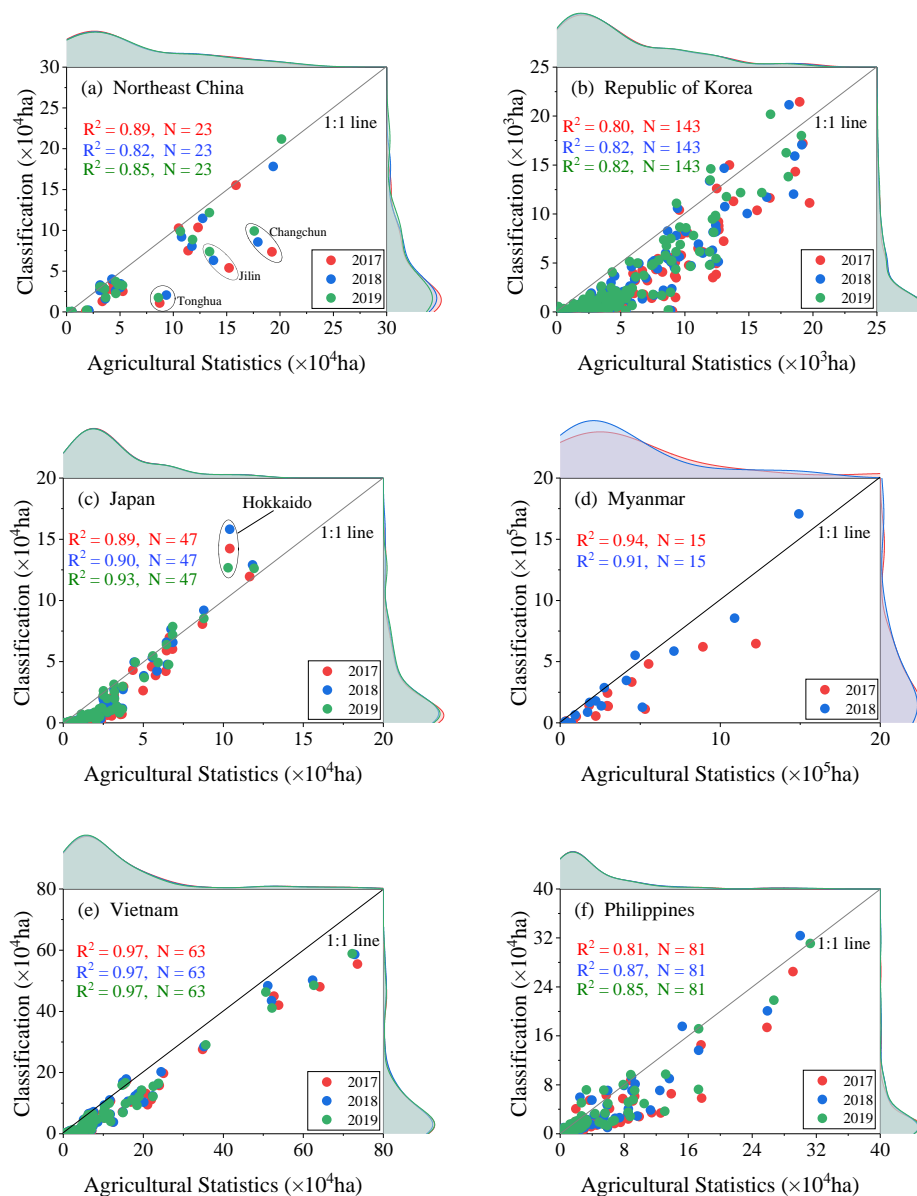 (a) Northeast China
R² = 0.89, N = 23
R² = 0.82, N = 23
R² = 0.85, N = 23
1:1 line
Changchun
Jilin
Tonghua
2017
2018
2019
30
25
20
15
10
5
0
0 5 10 15 20 25 30
Classification (×10⁴ha)
Agricultural Statistics (×10⁴ha)
(b) Republic of Korea
R² = 0.80, N = 143
R² = 0.82, N = 143
R² = 0.82, N = 143
1:1 line
2017
2018
2019
25
20
15
10
5
0
0 5 10 15 20 25
Classification (×10³ha)
Agricultural Statistics (×10³ha)
(c) Japan
Hokkaido
R² = 0.89, N = 47
R² = 0.90, N = 47
R² = 0.93, N = 47
1:1 line
2017
2018
2019
20
15
10
5
0
0 5 10 15 20
Classification (×10⁴ha)
Agricultural Statistics (×10⁴ha)
(d) Myanmar
R² = 0.94, N = 15
R² = 0.91, N = 15
1:1 line
2017
2018
20
15
10
5
0
0 10 20
Classification (×10⁵ha)
Agricultural Statistics (×10⁵ha)
(e) Vietnam
R² = 0.97, N = 63
R² = 0.97, N = 63
R² = 0.97, N = 63
1:1 line
2017
2018
2019
80
60
40
20
0
0 20 40 60 80
Classification (×10⁴ha)
Agricultural Statistics (×10⁴ha)
(f) Philippines
R² = 0.81, N = 81
R² = 0.87, N = 81
R² = 0.85, N = 81
1:1 line
2017
2018
2019
40
32
24
16
8
0
0 8 16 24 32 40
Classification (×10⁴ha)
Agricultural Statistics (×10⁴ha)